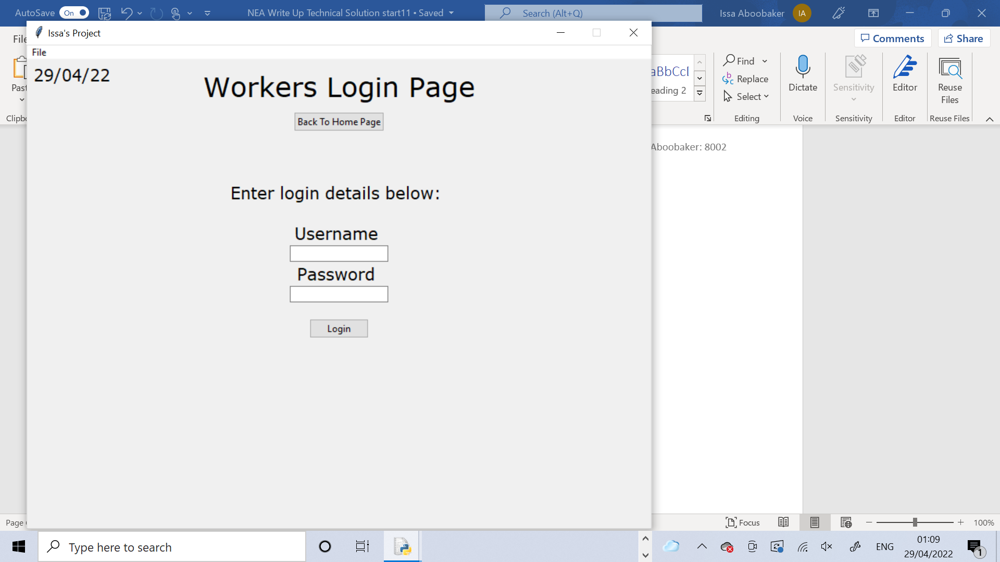 AutoSave On
NEA Write Up Technical Solution start11 • Saved
Search (Alt+Q)
Issa Aboobaker IA
Issa's Project
File
Comments
Share
File
29/04/22
Workers Login Page
Back To Home Page
Find
Replace
Select
eading 2
Dictate
Sensitivity
Editor
Reuse
Files
Editing
Voice
Sensitivity
Editor
Reuse Files
Aboobaker: 8002
Enter login details below:
Username
Password
Login
Page
Focus
100%
Type here to search
ENG
01:09
29/04/2022
1